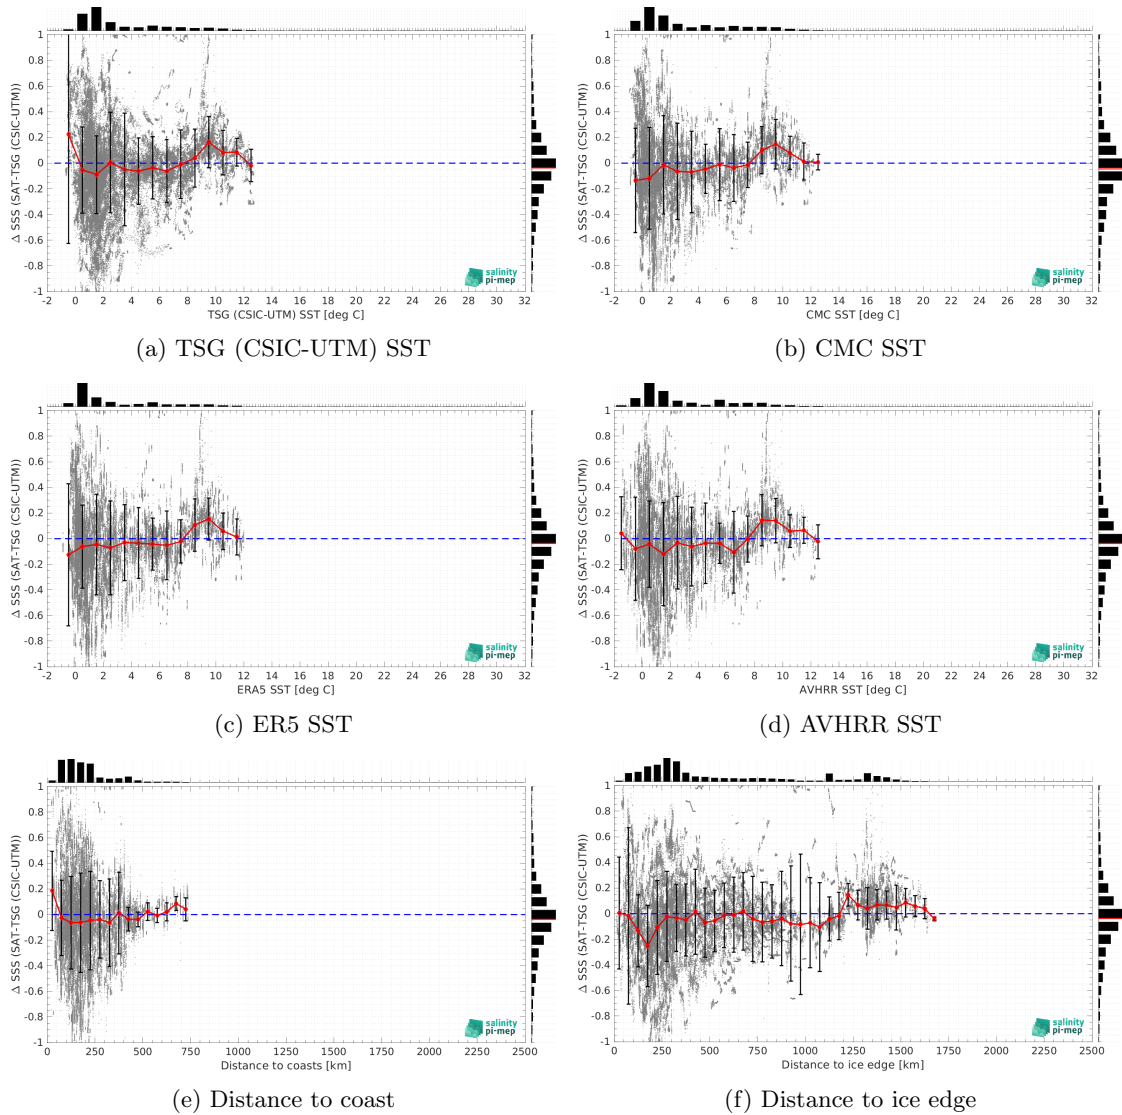 1
0.8
0.6
0.4
0.2
0
-0.2
-0.4
-0.6
-0.8
-1
Δ SSS (SAT-TSG (CSIC-UTM))
salinity
pi-mep
-2 0 2 4 6 8 10 12 14 16 18 20 22 24 26 28 30 32
TSG (CSIC-UTM) SST [deg C]
(a) TSG (CSIC-UTM) SST
1
0.8
0.6
0.4
0.2
0
-0.2
-0.4
-0.6
-0.8
-1
Δ SSS (SAT-TSG (CSIC-UTM))
salinity
pi-mep
-2 0 2 4 6 8 10 12 14 16 18 20 22 24 26 28 30 32
CMC SST [deg C]
(b) CMC SST
1
0.8
0.6
0.4
0.2
0
-0.2
-0.4
-0.6
-0.8
-1
Δ SSS (SAT-TSG (CSIC-UTM))
salinity
pi-mep
-2 0 2 4 6 8 10 12 14 16 18 20 22 24 26 28 30 32
ERA5 SST [deg C]
(c) ER5 SST
1
0.8
0.6
0.4
0.2
0
-0.2
-0.4
-0.6
-0.8
-1
Δ SSS (SAT-TSG (CSIC-UTM))
salinity
pi-mep
-2 0 2 4 6 8 10 12 14 16 18 20 22 24 26 28 30 32
AVHRR SST [deg C]
(d) AVHRR SST
1
0.8
0.6
0.4
0.2
0
-0.2
-0.4
-0.6
-0.8
-1
Δ SSS (SAT-TSG (CSIC-UTM))
salinity
pi-mep
0 250 500 750 1000 1250 1500 1750 2000 2250 2500
Distance to coasts [km]
(e) Distance to coast
1
0.8
0.6
0.4
0.2
0
-0.2
-0.4
-0.6
-0.8
-1
Δ SSS (SAT-TSG (CSIC-UTM))
salinity
pi-mep
0 250 500 750 1000 1250 1500 1750 2000 2250 2500
Distance to ice edge [km]
(f) Distance to ice edge